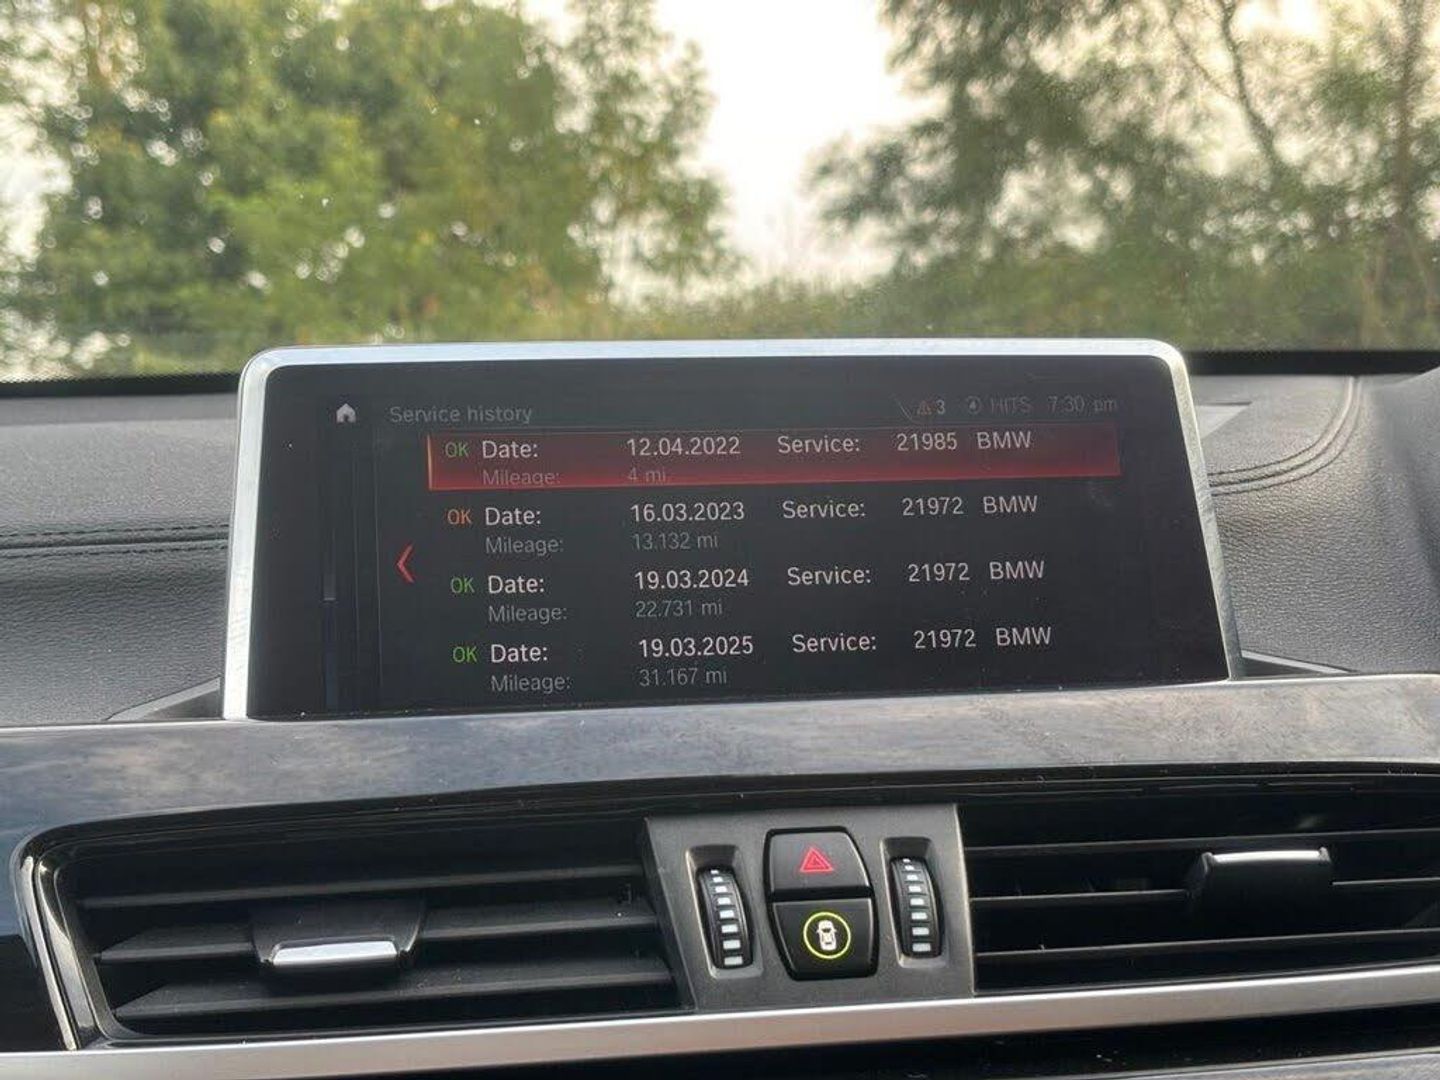 Service history 3 4 HITS 7:30 pm
OK Date: 12.04.2022 Service: 21985 BMW
Mileage: 4 mi
OK Date: 16.03.2023 Service: 21972 BMW
Mileage: 13.132 mi
OK Date: 19.03.2024 Service: 21972 BMW
Mileage: 22.731 mi
OK Date: 19.03.2025 Service: 21972 BMW
Mileage: 31.167 mi